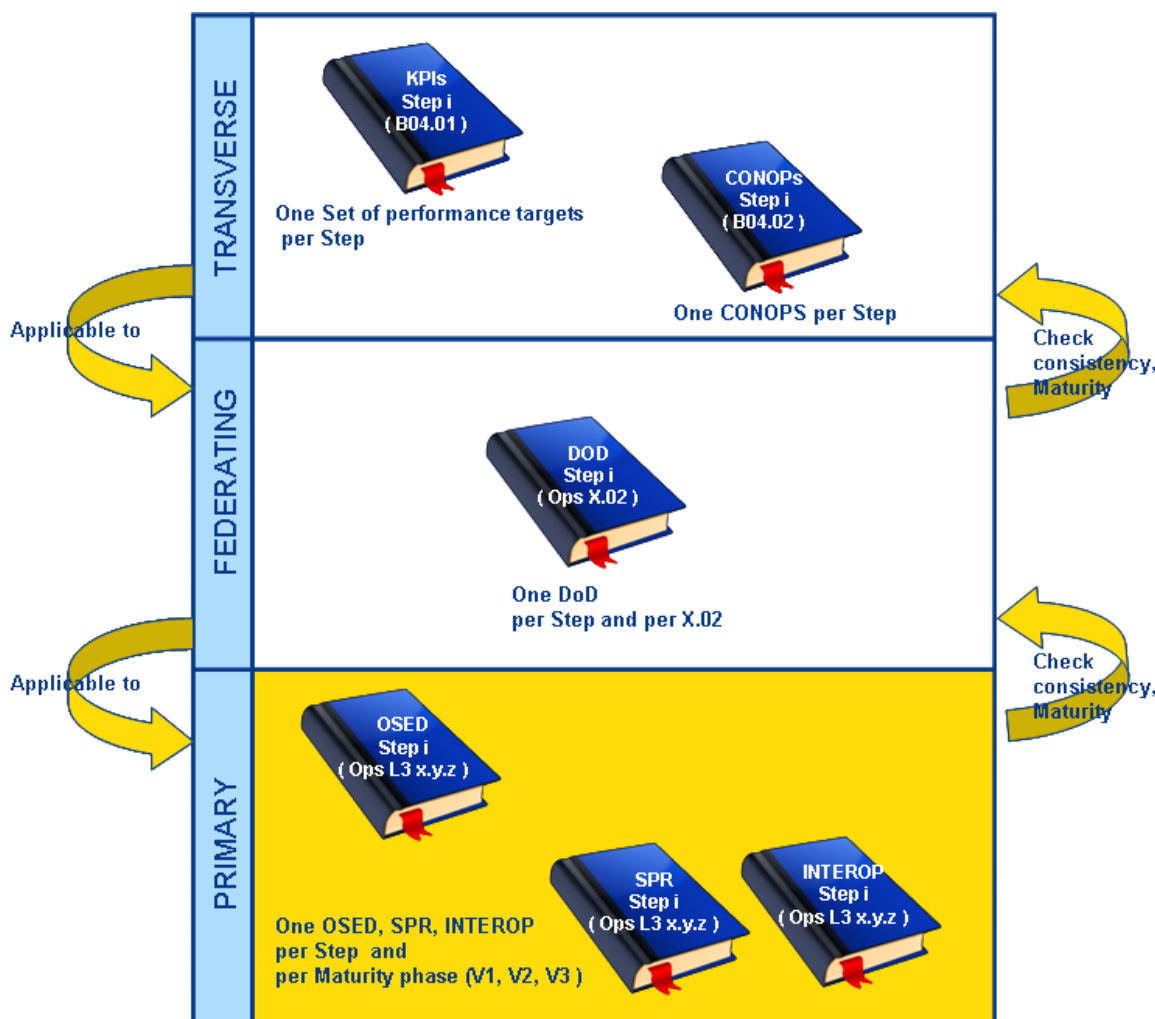 TRANSVERSE
KPIs
Step i
( B04.01 )
One Set of performance targets
per Step
CONOPs
Step i
( B04.02 )
One CONOPS per Step
Applicable to
Check
consistency,
Maturity
FEDERATING
DOD
Step i
( Ops X.02 )
One DoD
per Step and per X.02
Applicable to
Check
consistency,
Maturity
PRIMARY
OSED
Step i
( Ops L3 x.y.z )
SPR
Step i
( Ops L3 x.y.z )
INTEROP
Step i
( Ops L3 x.y.z )
One OSED, SPR, INTEROP
per Step and
per Maturity phase (V1, V2, V3 )